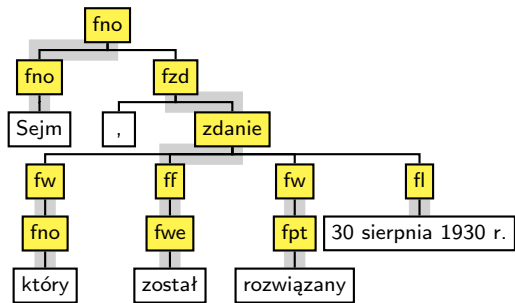 fno
fno fzd
Sejm , zdanie
fw ff fw fl
fno fwe fpt 30 sierpnia 1930 r.
który został rozwiązany